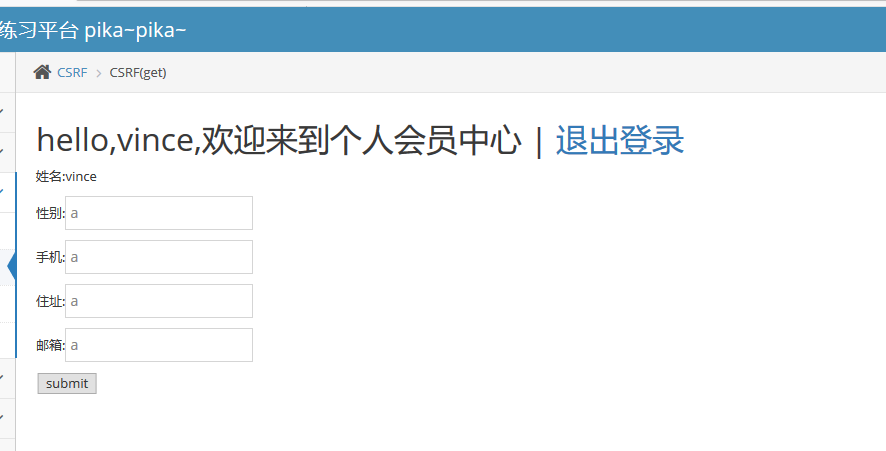 练习平台 pika~pika~
CSRF > CSRF(get)
hello,vince,欢迎来到个人会员中心 | 退出登录
姓名:vince
性别:a
手机:a
住址:a
邮箱:a
submit